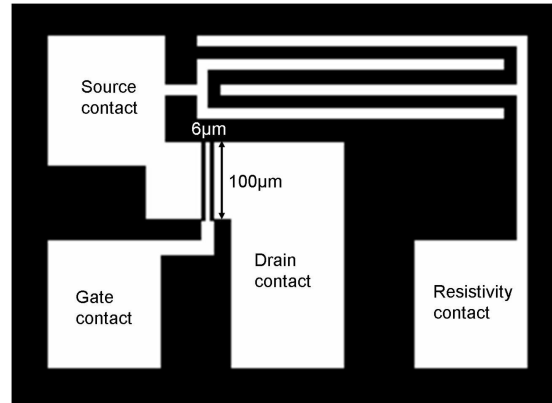 Source
contact
6μm
100μm
Drain
contact
Gate
contact
Resistivity
contact